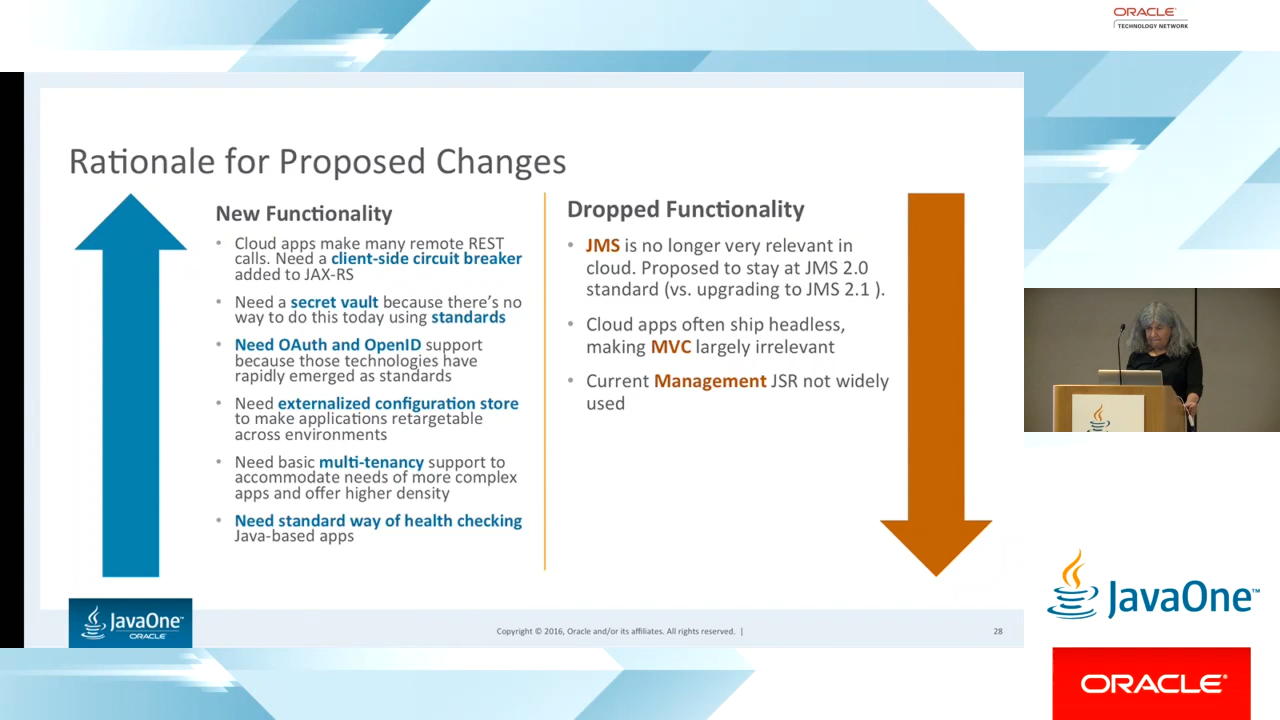 ORACLE
TECHNOLOGY NETWORK
Rationale for Proposed Changes
New Functionality
• Cloud apps make many remote REST
calls. Need a client-side circuit breaker
added to JAX-RS
• Need a secret vault because there's no
way to do this today using standards
• Need OAuth and OpenID support
because those technologies have
rapidly emerged as standards
• Need externalized configuration store
to make applications retargetable
across environments
• Need basic multi-tenancy support to
accommodate needs of more complex
apps and offer higher density
• Need standard way of health checking
Java-based apps
Dropped Functionality
• JMS is no longer very relevant in
cloud. Proposed to stay at JMS 2.0
standard (vs. upgrading to JMS 2.1 ).
• Cloud apps often ship headless,
making MVC largely irrelevant
• Current Management JSR not widely
used
JavaOne™
ORACLE
Copyright © 2016, Oracle and/or its affiliates. All rights reserved. |
28
JavaOne™
ORACLE®